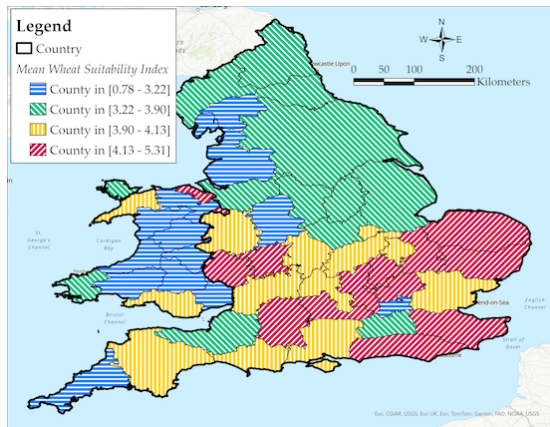 Legend
Country
Mean Wheat Suitability Index
County in [0.78 - 3.22]
County in [3.22 - 3.90]
County in [3.90 - 4.13]
County in [4.13 - 5.31]
N
W E
S
0 50 100 200
Kilometers
wcastle Upon
St
George's
Channel
Cardigan
Bay
Bristol
Channel
end-on-Sea
English
Channel
Strait of
Dover
Esri, CGIAR, USGS, Esri UK, Esri, TomTom, Garmin, FAO, NOAA, USGS